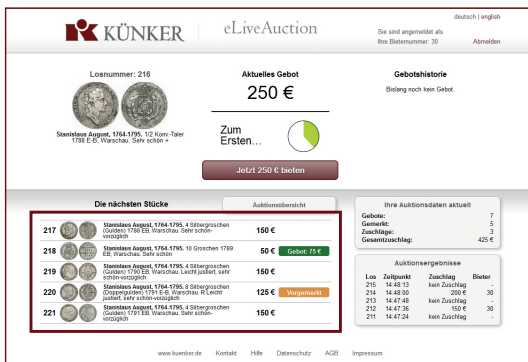 deutsch | english
KÜNKER
eLiveAuction
Sie sind angemeldet als
Ihre Bieternummer: 30
Abmelden
Losnummer: 216
Stanislaus August, 1764-1795. 1/2 Konv.-Taler
1788 E-B, Warschau. Sehr schön +
Aktuelles Gebot
250 €
Zum
Ersten...
Jetzt 250 € bieten
Gebotshistorie
Bislang noch kein Gebot.
Die nächsten Stücke
Auktionsübersicht
217
Stanislaus August, 1764-1795. 4 Silbergroschen
(Gulden) 1788 EB, Warschau. Sehr schön-
vorzüglich
150 €
218
Stanislaus August, 1764-1795. 10 Groschen 1789
EB, Warschau. Sehr schön
50 €
Gebot: 75 €
219
Stanislaus August, 1764-1795. 4 Silbergroschen
(Gulden) 1790 EB, Warschau. Leicht justiert, sehr
schön-vorzüglich
150 €
220
Stanislaus August, 1764-1795. 8 Silbergroschen
(Doppelgulden) 1791 E-B, Warschau. R Leicht
justiert, sehr schön-vorzüglich
125 €
Vorgemerkt
221
Stanislaus August, 1764-1795. 4 Silbergroschen
(Gulden) 1791 EB, Warschau. Sehr schön-
vorzüglich
150 €
Ihre Auktionsdaten aktuell
Gebote: 7
Gemerkt: 5
Zuschläge: 3
Gesamtzuschlag: 425 €
Auktionsergebnisse
Los Zeitpunkt Zuschlag Bieter
215 14:48:13 kein Zuschlag -
214 14:48:00 200 € 30
213 14:47:48 kein Zuschlag -
212 14:47:36 150 € 30
211 14:47:24 kein Zuschlag -
www.kuenker.de Kontakt Hilfe Datenschutz AGB Impressum